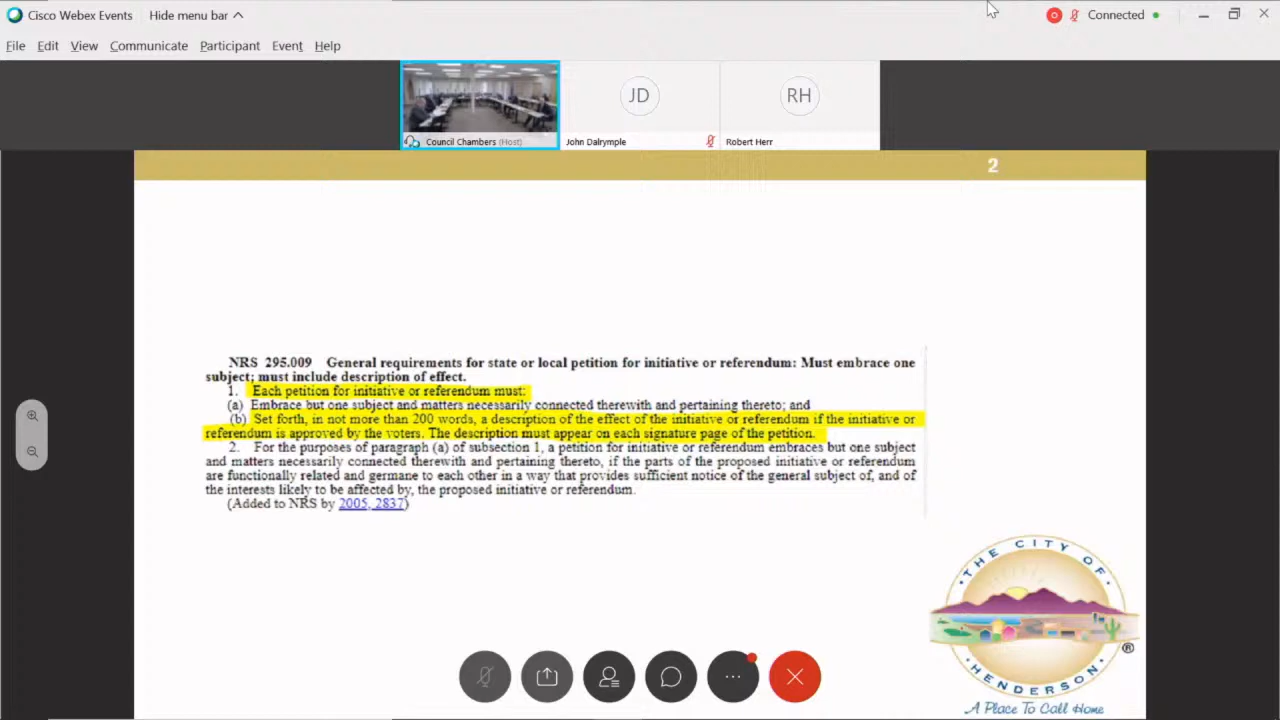 Cisco Webex Events
Hide menu bar
Connected
File Edit View Communicate Participant Event Help
JD
RH
Council Chambers (Host)
John Dalrymple
Robert Herr
2
NRS 295.009 General requirements for state or local petition for initiative or referendum: Must embrace one
subject; must include description of effect.
1. Each petition for initiative or referendum must:
(a) Embrace but one subject and matters necessarily connected therewith and pertaining thereto; and
(b) Set forth, in not more than 200 words, a description of the effect of the initiative or referendum if the initiative or
referendum is approved by the voters. The description must appear on each signature page of the petition.
2. For the purposes of paragraph (a) of subsection 1, a petition for initiative or referendum embraces but one subject
and matters necessarily connected therewith and pertaining thereto, if the parts of the proposed initiative or referendum
are functionally related and germane to each other in a way that provides sufficient notice of the general subject of, and of
the interests likely to be affected by, the proposed initiative or referendum.
(Added to NRS by 2005, 2837)
· THE CITY OF ·
HENDERSON
®
A Place To Call Home